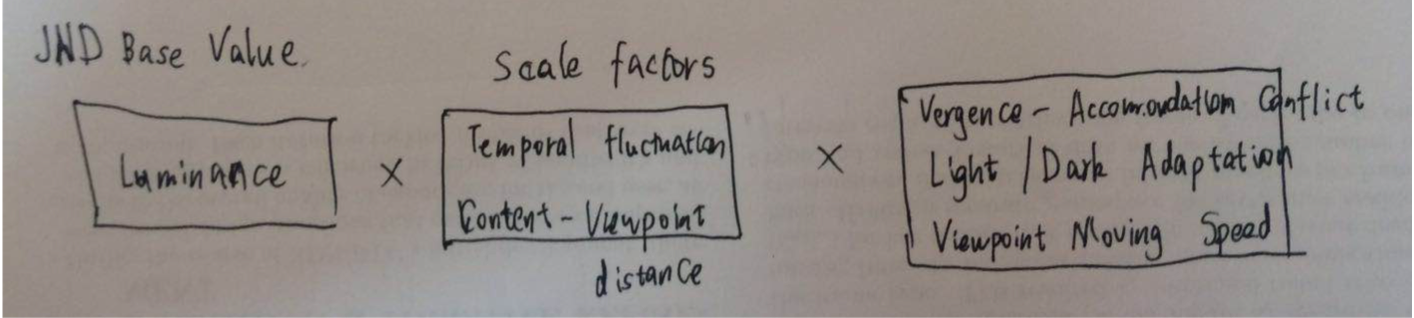 JND Base Value.
Scale factors
Luminance
×
Temporal fluctuation
Content - Viewpoint
distance
×
Vergence - Accommodation Conflict
Light / Dark Adaptation
Viewpoint Moving Speed